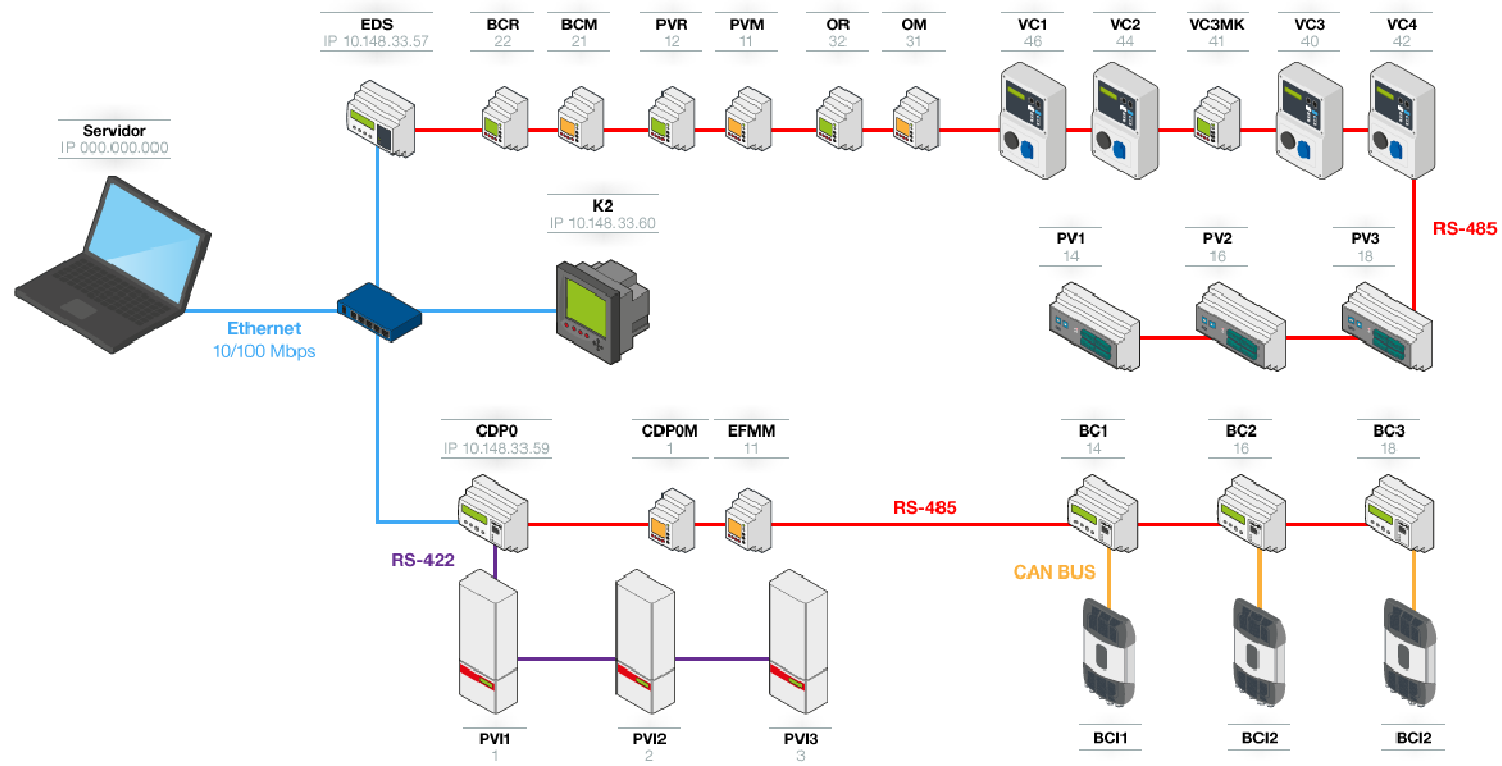 EDS
IP 10.148.33.57
BCR
22
BCM
21
PVR
12
PVM
11
OR
32
OM
31
VC1
46
VC2
44
VC3MK
41
VC3
40
VC4
42
Servidor
IP 000.000.000
K2
IP 10.148.33.60
RS-485
PV1
14
PV2
16
PV3
18
Ethernet
10/100 Mbps
CDP0
IP 10.148.33.59
CDP0M
1
EFMM
11
BC1
14
BC2
16
BC3
18
RS-485
RS-422
CAN BUS
PVI1
1
PVI2
2
PVI3
3
BCI1
BCI2
BCI2